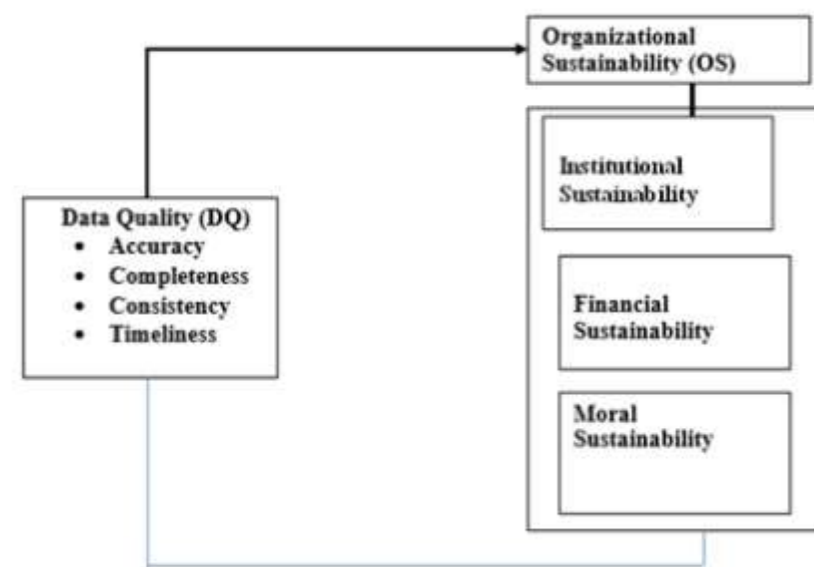 Organizational
Sustainability (OS)
Institutional
Sustainability
Data Quality (DQ)
• Accuracy
• Completeness
• Consistency
• Timeliness
Financial
Sustainability
Moral
Sustainability